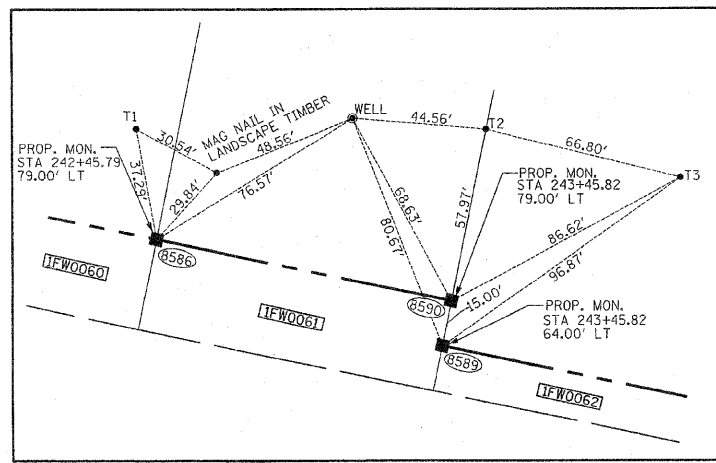 WELL
44.56'
T2
T1
30.54'
MAG NAIL IN
LANDSCAPE TIMBER
48.56'
66.80'
PROP. MON.
STA 242+45.79
79.00' LT
37.29'
29.84'
76.57'
68.63'
80.67'
57.97'
PROP. MON.
STA 243+45.82
79.00' LT
T3
86.62'
96.87'
8586
1FW0060
1FW0061
8590
15.00'
PROP. MON.
STA 243+45.82
64.00' LT
8589
1FW0062